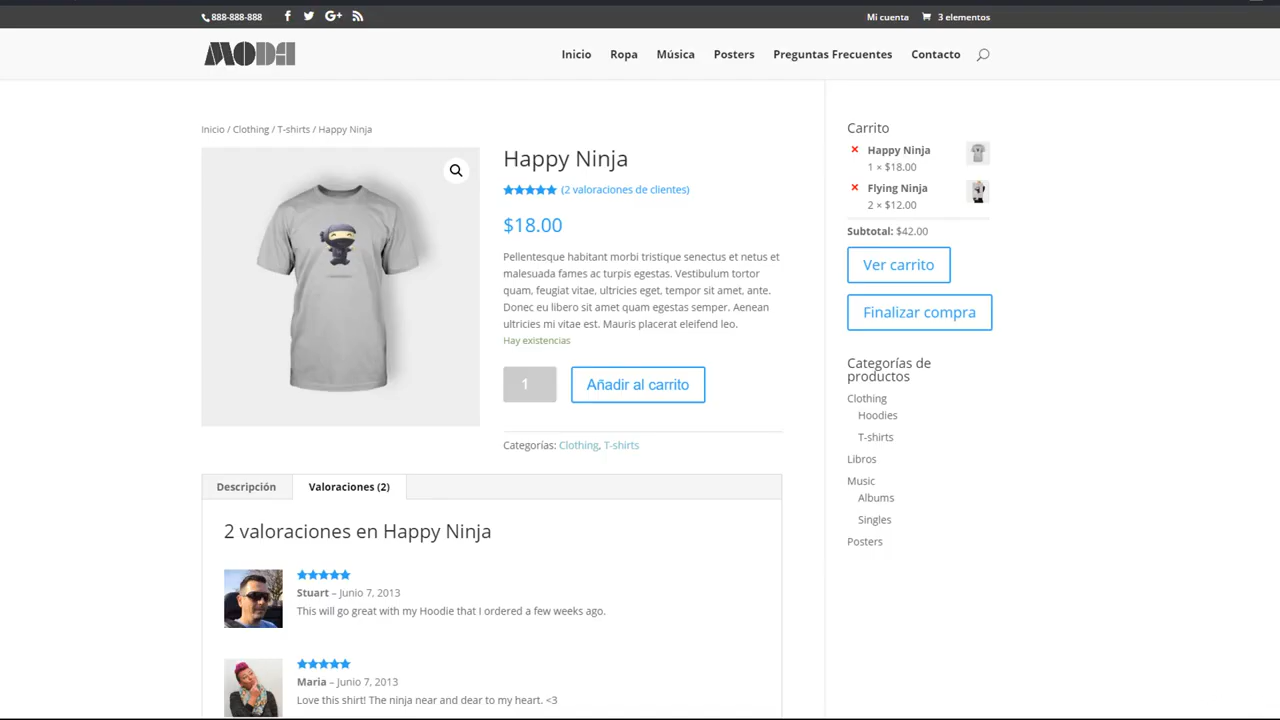 888-888-888
Mi cuenta
3 elementos
MODA
Inicio
Ropa
Música
Posters
Preguntas Frecuentes
Contacto
Inicio / Clothing / T-shirts / Happy Ninja
Happy Ninja
(2 valoraciones de clientes)
$18.00
Pellentesque habitant morbi tristique senectus et netus et
malesuada fames ac turpis egestas. Vestibulum tortor
quam, feugiat vitae, ultricies eget, tempor sit amet, ante.
Donec eu libero sit amet quam egestas semper. Aenean
ultricies mi vitae est. Mauris placerat eleifend leo.
Hay existencias
1
Añadir al carrito
Categorías: Clothing, T-shirts
Descripción
Valoraciones (2)
2 valoraciones en Happy Ninja
Stuart – Junio 7, 2013
This will go great with my Hoodie that I ordered a few weeks ago.
Maria – Junio 7, 2013
Love this shirt! The ninja near and dear to my heart. <3
Carrito
× Happy Ninja
1 × $18.00
× Flying Ninja
2 × $12.00
Subtotal: $42.00
Ver carrito
Finalizar compra
Categorías de
productos
Clothing
Hoodies
T-shirts
Libros
Music
Albums
Singles
Posters